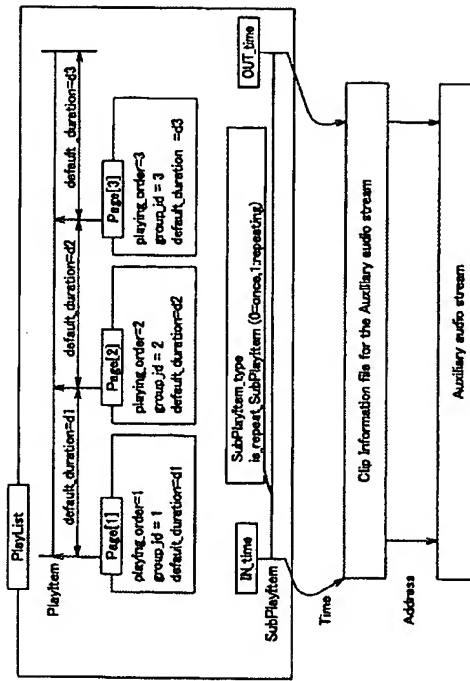 PlayList
PlayItem
default_duration=d1
default_duration=d2
default_duration=d3
Page[1]
playing_order=1
group_id = 1
default_duration=d1
Page[2]
playing_order=2
group_id = 2
default_duration=d2
Page[3]
playing_order=3
group_id = 3
default_duration =d3
SubPlayItem_type
is_repeat_SubPlayItem (0=once,1:repeating)
IN_time
OUT_time
SubPlayItem
Time
Clip Information file for the Auxiliary audio stream
Address
Auxiliary audio stream